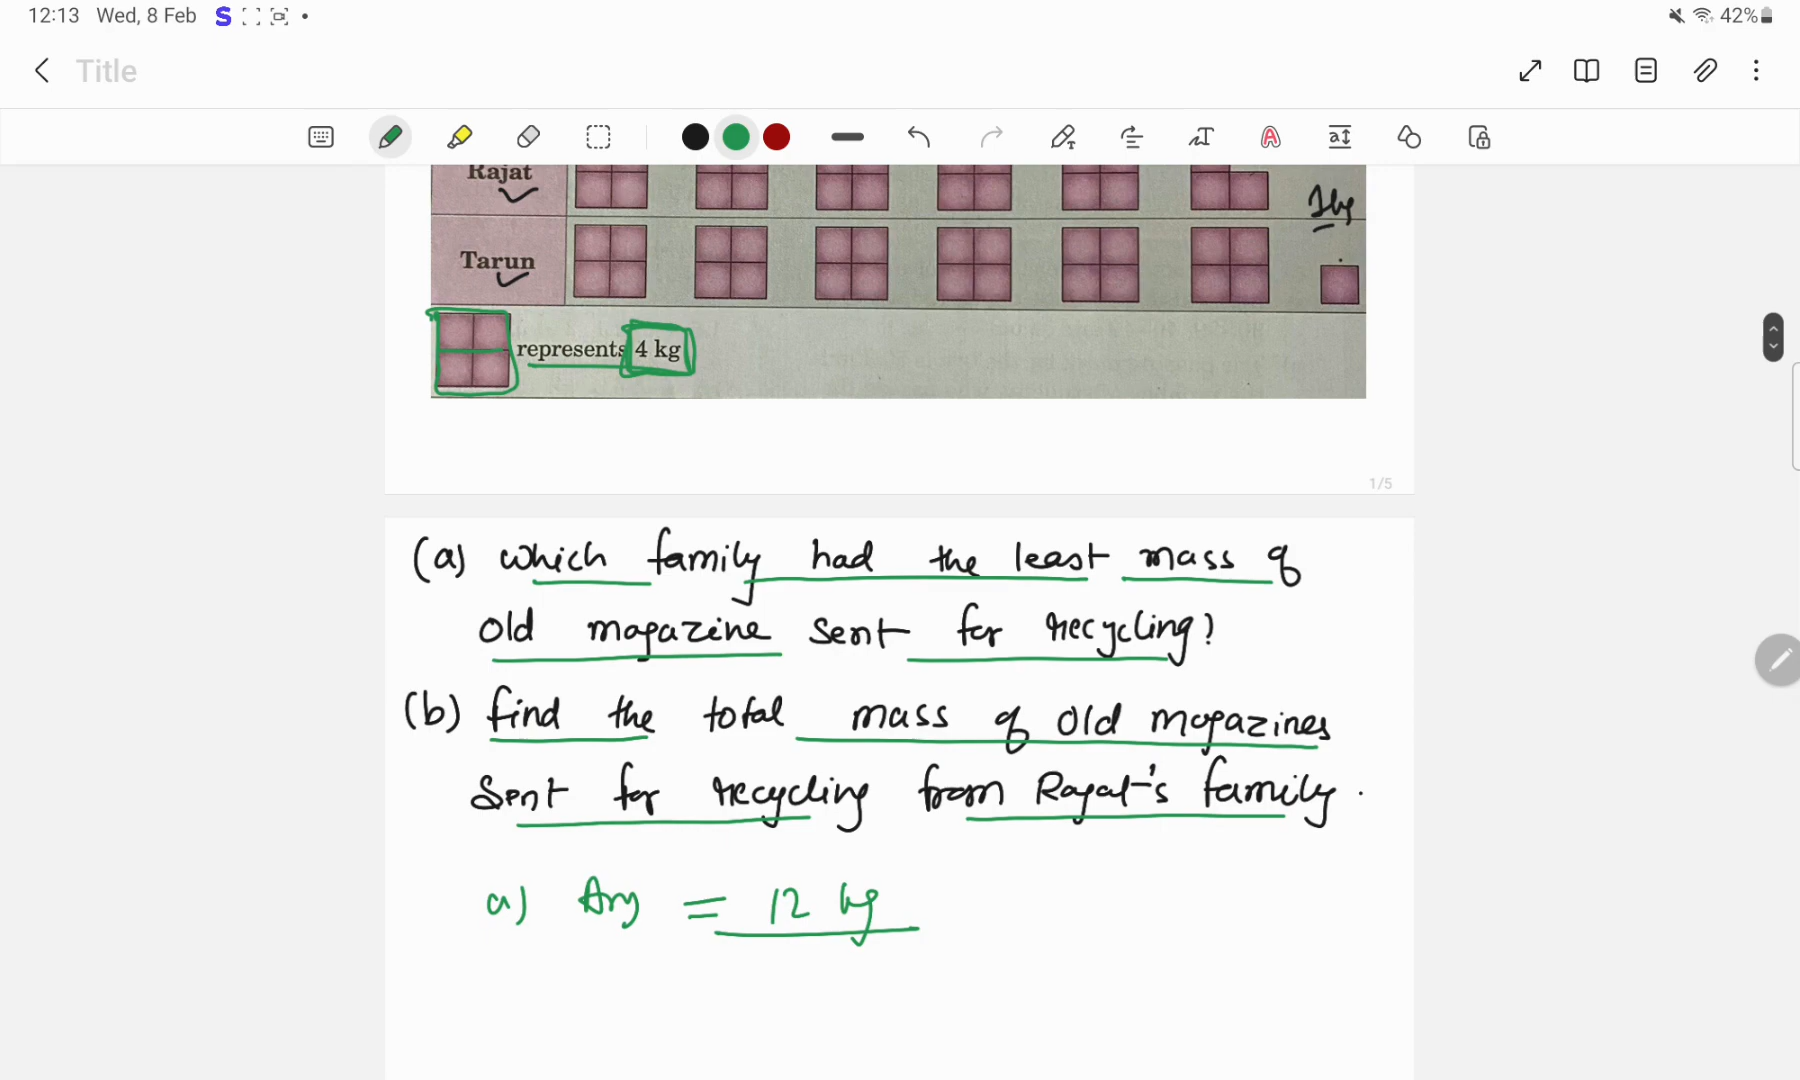 12:13 Wed, 8 Feb S 42%
Title
Rajat
1kg
Tarun
represents 4 kg
1/5
(a) which family had the least mass of
old magazine sent for recycling?
(b) find the total mass of old magazines
sent for recycling from Rajat's family.
a) Ans = 12 kg